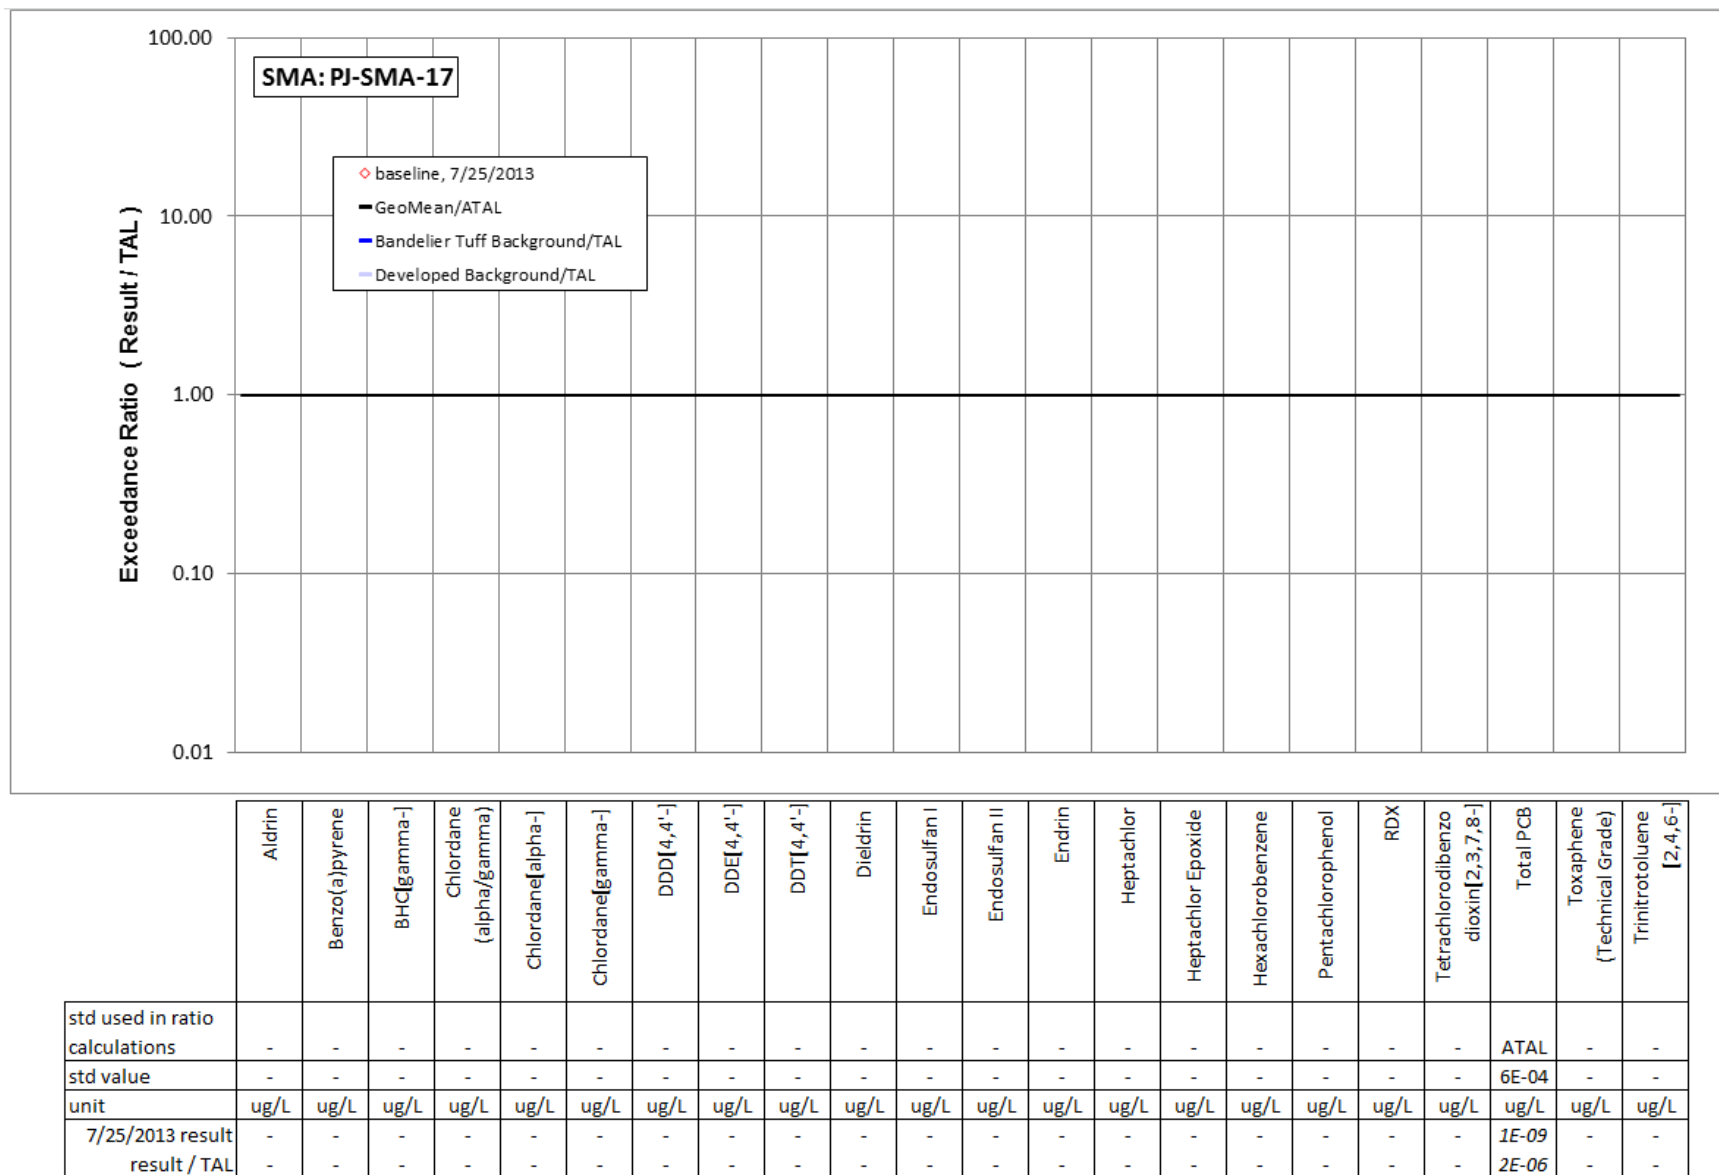 100.00
SMA: PJ-SMA-17
baseline, 7/25/2013
GeoMean/ATAL
Bandelier Tuff Background/TAL
Developed Background/TAL
10.00
1.00
0.10
0.01
Exceedance Ratio ( Result / TAL )
Aldrin
Benzo(a)pyrene
BHC[gamma-]
Chlordane
(alpha/gamma)
Chlordane[alpha-]
Chlordane[gamma-]
DDD[4,4'-]
DDE[4,4'-]
DDT[4,4'-]
Dieldrin
Endosulfan I
Endosulfan II
Endrin
Heptachlor
Heptachlor Epoxide
Hexachlorobenzene
Pentachlorophenol
RDX
Tetrachlorodibenzo
dioxin[2,3,7,8-]
Total PCB
Toxaphene
(Technical Grade)
Trinitrotoluene
[2,4,6-]
std used in ratio
calculations - - - - - - - - - - - - - - - - - - - ATAL - -
std value - - - - - - - - - - - - - - - - - - - 6E-04 - -
unit ug/L ug/L ug/L ug/L ug/L ug/L ug/L ug/L ug/L ug/L ug/L ug/L ug/L ug/L ug/L ug/L ug/L ug/L ug/L ug/L ug/L ug/L
7/25/2013 result - - - - - - - - - - - - - - - - - - - 1E-09 - -
result / TAL - - - - - - - - - - - - - - - - - - - 2E-06 - -